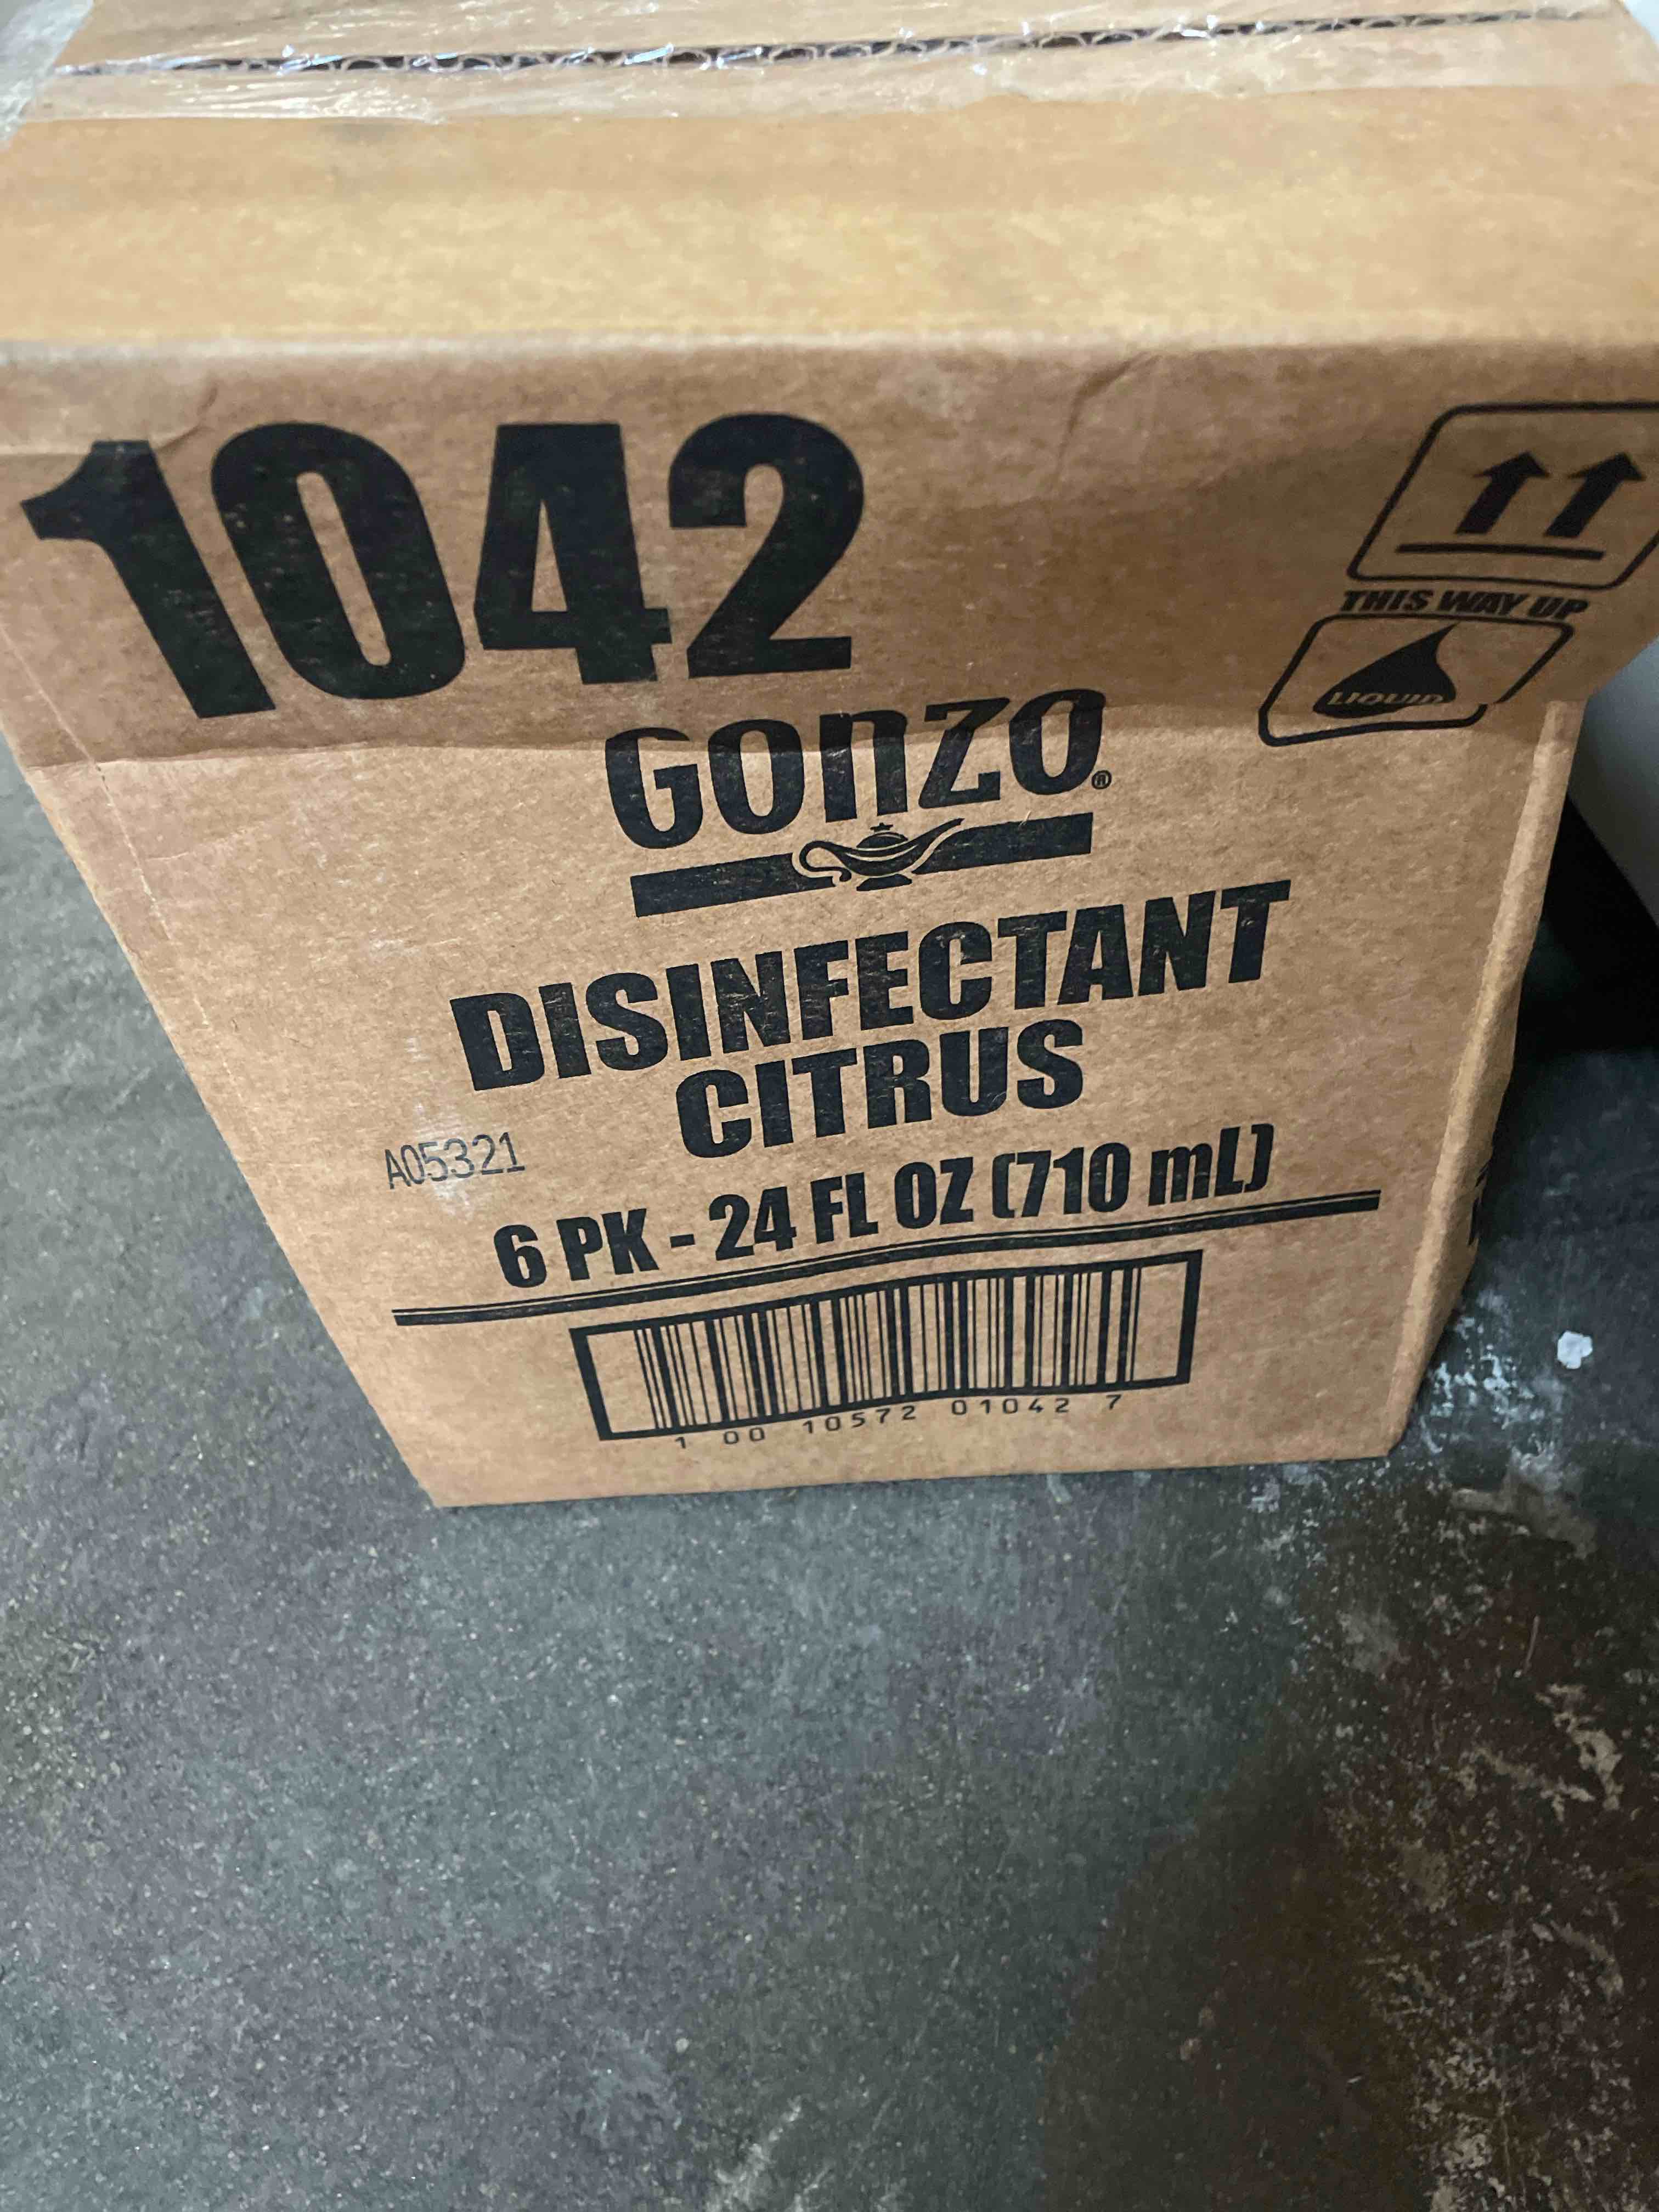 1042
THIS WAY UP
LIQUID
GONZO®
DISINFECTANT
CITRUS
A05321
6 PK - 24 FL OZ (710 mL)
1 00 10572 01042 7